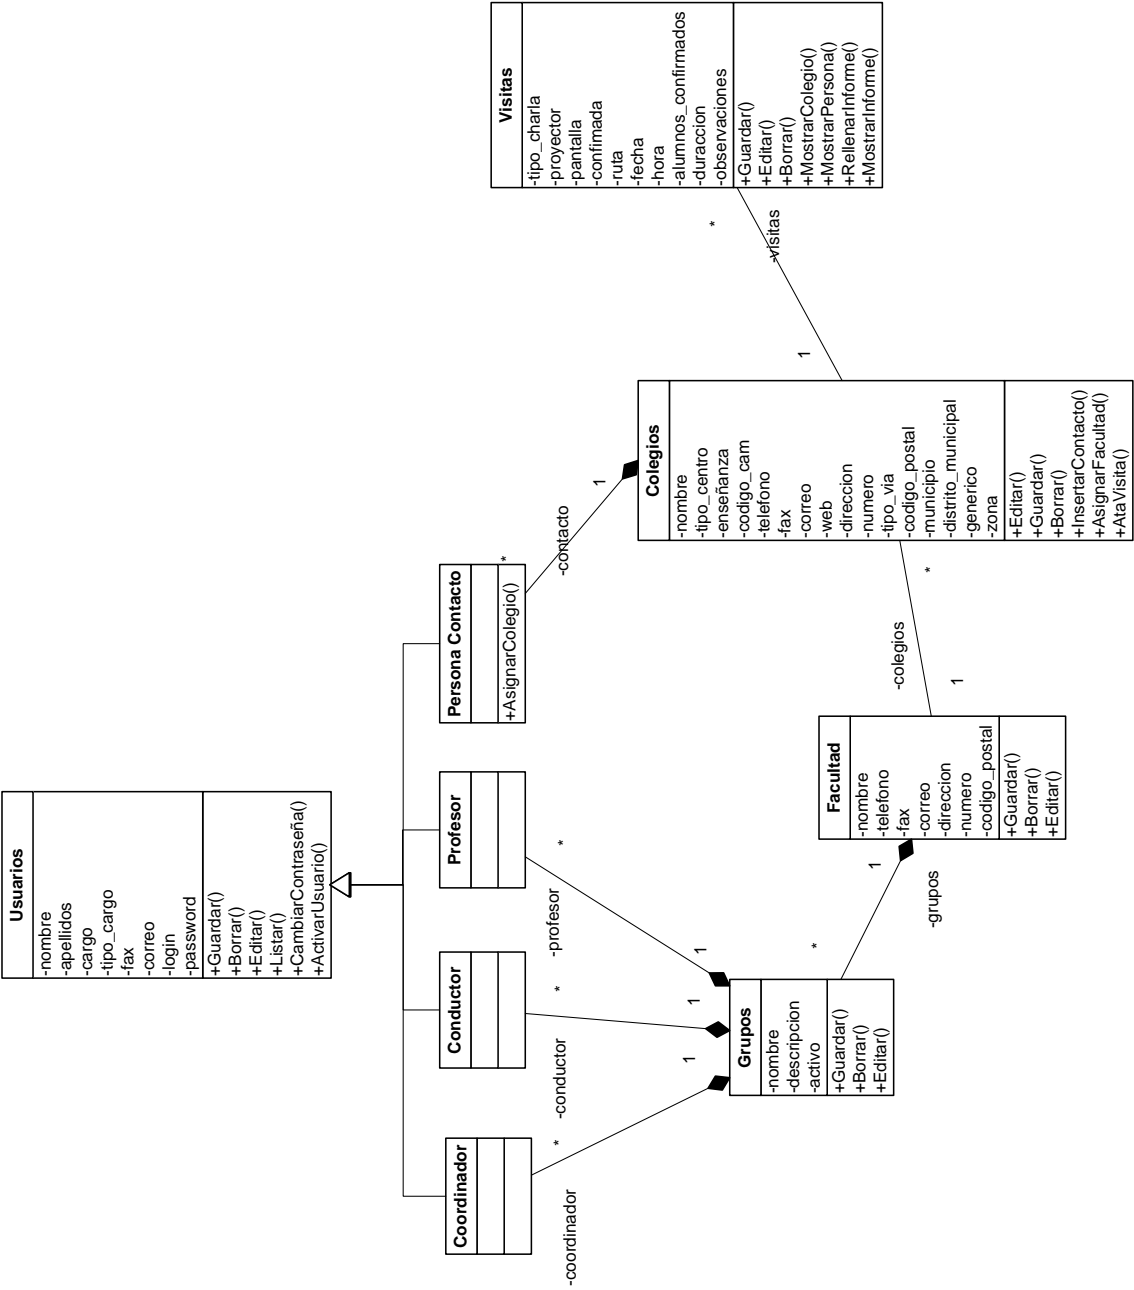 Usuarios
-nombre
-apellidos
-cargo
-tipo_cargo
-fax
-correo
-login
-password
+Guardar()
+Borrar()
+Editar()
+Listar()
+CambiarContraseña()
+ActivarUsuario()
Coordinador
Conductor
Profesor
Persona Contacto
+AsignarColegio()
-coordinador
*
1
-conductor
*
1
-profesor
*
1
-contacto
*
1
Grupos
-nombre
-descripcion
-activo
+Guardar()
+Borrar()
+Editar()
-grupos
*
1
Facultad
-nombre
-telefono
-fax
-correo
-direccion
-numero
-codigo_postal
+Guardar()
+Borrar()
+Editar()
-colegios
1
*
Colegios
-nombre
-tipo_centro
-enseñanza
-codigo_cam
-telefono
-fax
-correo
-web
-direccion
-numero
-tipo_via
-codigo_postal
-municipio
-distrito_municipal
-generico
-zona
+Editar()
+Guardar()
+Borrar()
+InsertarContacto()
+AsignarFacultad()
+AtaVisita()
1
*
-visitas
Visitas
-tipo_charla
-proyector
-pantalla
-confimada
-ruta
-fecha
-hora
-alumnos_confirmados
-duraccion
-observaciones
+Guardar()
+Editar()
+Borrar()
+MostrarColegio()
+MostrarPersona()
+RellenarInforme()
+MostrarInforme()